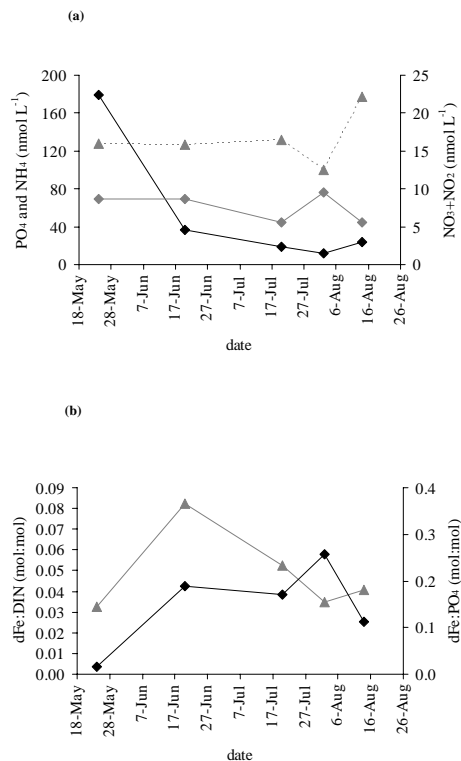 (a)
200
160
120
80
40
0
PO4 and NH4 (nmol L-1)
25
20
15
10
5
0
NO3+NO2 (nmol L-1)
18-May
28-May
7-Jun
17-Jun
27-Jun
7-Jul
17-Jul
27-Jul
6-Aug
16-Aug
26-Aug
date
(b)
0.09
0.08
0.07
0.06
0.05
0.04
0.03
0.02
0.01
0.00
dFe:DIN (mol:mol)
0.4
0.3
0.2
0.1
0.0
dFe:PO4 (mol:mol)
18-May
28-May
7-Jun
17-Jun
27-Jun
7-Jul
17-Jul
27-Jul
6-Aug
16-Aug
26-Aug
date